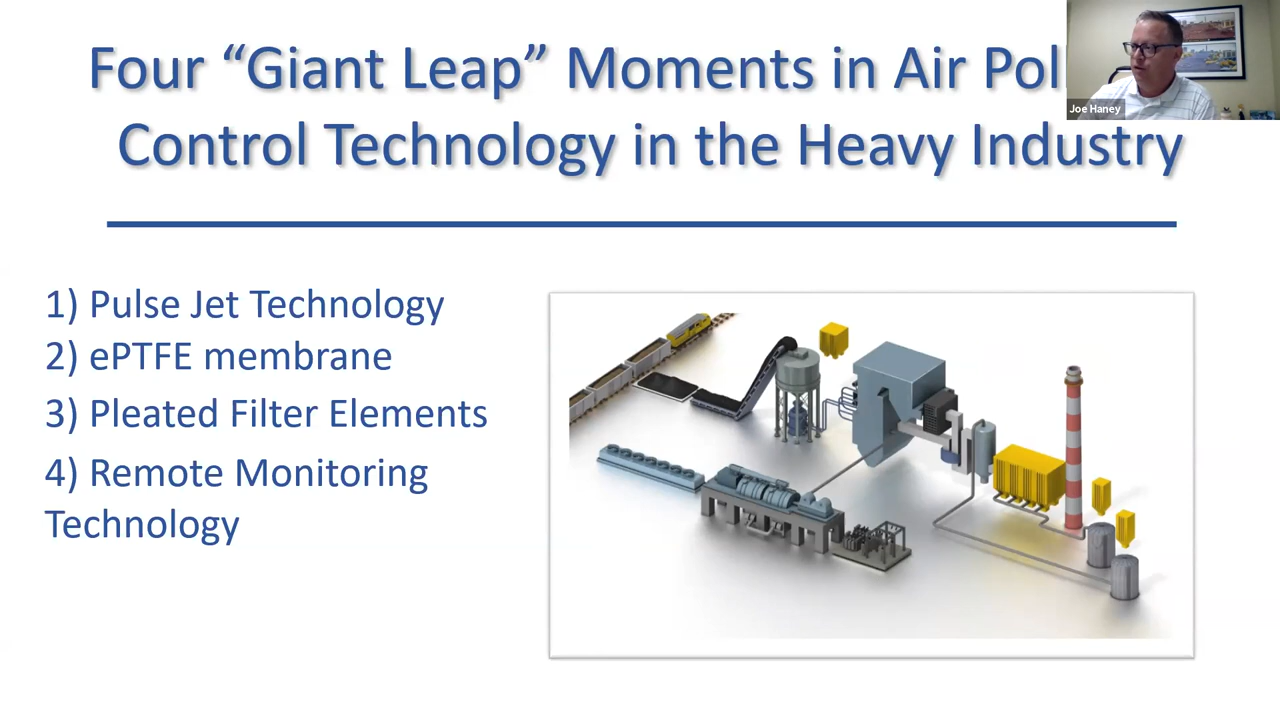 Four “Giant Leap” Moments in Air Pol
Joe Haney
Control Technology in the Heavy Industry
1) Pulse Jet Technology
2) ePTFE membrane
3) Pleated Filter Elements
4) Remote Monitoring
Technology